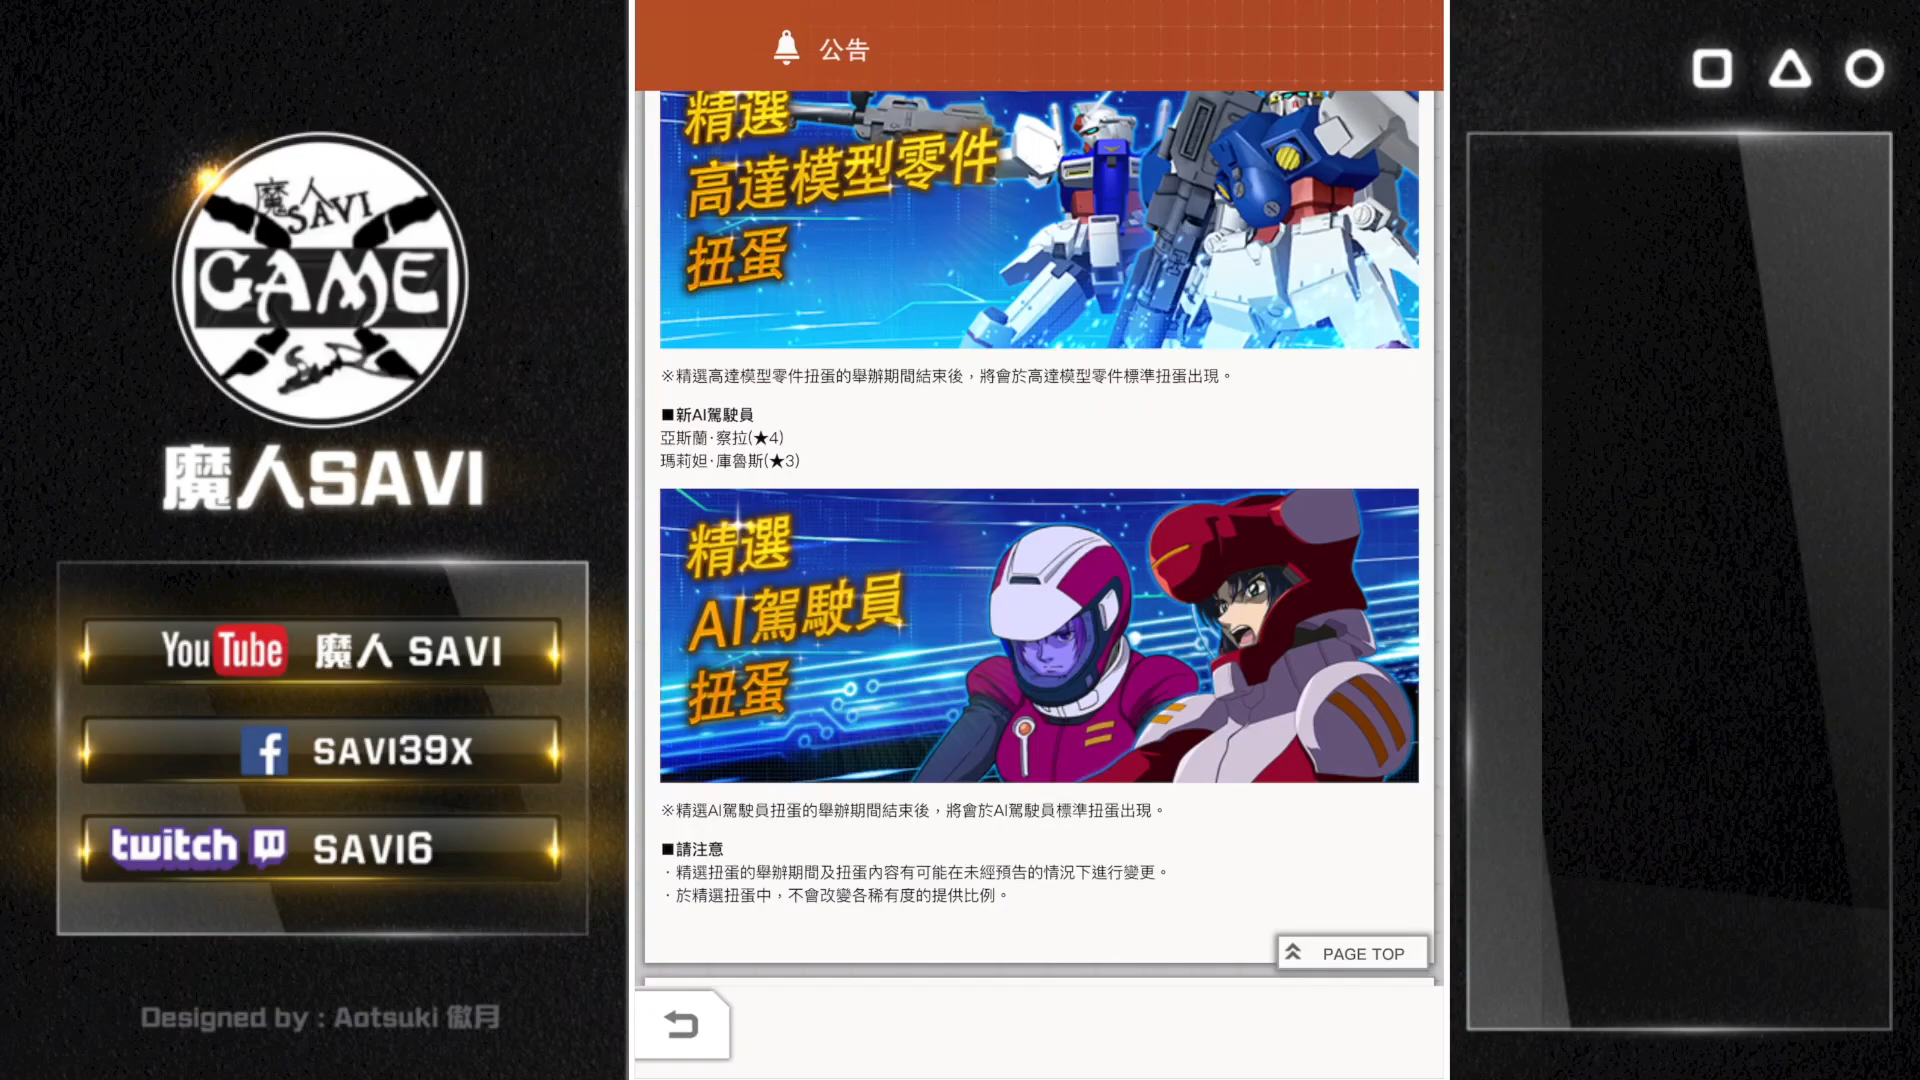 魔人
SAVI
GAME
魔人SAVI
YouTube 魔人 SAVI
f SAVI39X
twitch SAVI6
Designed by : Aotsuki 傲月
公告
精選
高達模型零件
扭蛋
※精選高達模型零件扭蛋的舉辦期間結束後，將會於高達模型零件標準扭蛋出現。
■新AI駕駛員
亞斯蘭·察拉(★4)
瑪莉妲·庫魯斯(★3)
精選
AI駕駛員
扭蛋
※精選AI駕駛員扭蛋的舉辦期間結束後，將會於AI駕駛員標準扭蛋出現。
■請注意
· 精選扭蛋的舉辦期間及扭蛋內容有可能在未經預告的情況下進行變更。
· 於精選扭蛋中，不會改變各稀有度的提供比例。
PAGE TOP